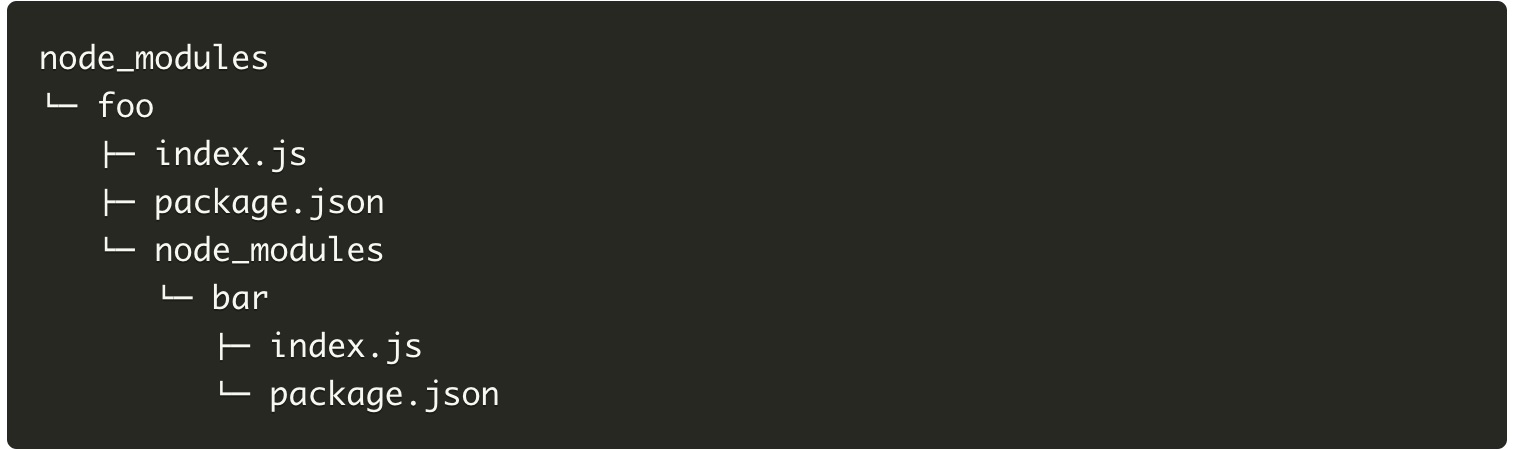 node_modules
└─ foo
   ├─ index.js
   ├─ package.json
   └─ node_modules
      └─ bar
         ├─ index.js
         └─ package.json